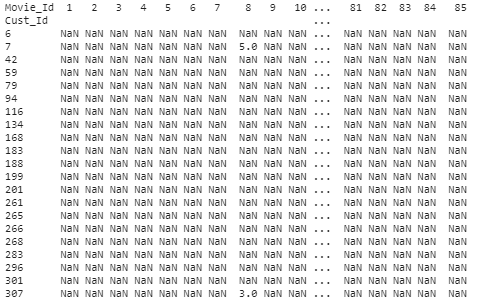 Movie_Id 1 2 3 4 5 6 7 8 9 10 ... 81 82 83 84 85
Cust_Id ...
6 NaN NaN NaN NaN NaN NaN NaN NaN NaN NaN ... NaN NaN NaN NaN NaN
7 NaN NaN NaN NaN NaN NaN NaN 5.0 NaN NaN ... NaN NaN NaN NaN NaN
42 NaN NaN NaN NaN NaN NaN NaN NaN NaN NaN ... NaN NaN NaN NaN NaN
59 NaN NaN NaN NaN NaN NaN NaN NaN NaN NaN ... NaN NaN NaN NaN NaN
79 NaN NaN NaN NaN NaN NaN NaN NaN NaN NaN ... NaN NaN NaN NaN NaN
94 NaN NaN NaN NaN NaN NaN NaN NaN NaN NaN ... NaN NaN NaN NaN NaN
116 NaN NaN NaN NaN NaN NaN NaN NaN NaN NaN ... NaN NaN NaN NaN NaN
134 NaN NaN NaN NaN NaN NaN NaN NaN NaN NaN ... NaN NaN NaN NaN NaN
168 NaN NaN NaN NaN NaN NaN NaN NaN NaN NaN ... NaN NaN NaN NaN NaN
183 NaN NaN NaN NaN NaN NaN NaN NaN NaN NaN ... NaN NaN NaN NaN NaN
188 NaN NaN NaN NaN NaN NaN NaN NaN NaN NaN ... NaN NaN NaN NaN NaN
199 NaN NaN NaN NaN NaN NaN NaN NaN NaN NaN ... NaN NaN NaN NaN NaN
201 NaN NaN NaN NaN NaN NaN NaN NaN NaN NaN ... NaN NaN NaN NaN NaN
261 NaN NaN NaN NaN NaN NaN NaN NaN NaN NaN ... NaN NaN NaN NaN NaN
265 NaN NaN NaN NaN NaN NaN NaN NaN NaN NaN ... NaN NaN NaN NaN NaN
266 NaN NaN NaN NaN NaN NaN NaN NaN NaN NaN ... NaN NaN NaN NaN NaN
268 NaN NaN NaN NaN NaN NaN NaN NaN NaN NaN ... NaN NaN NaN NaN NaN
283 NaN NaN NaN NaN NaN NaN NaN NaN NaN NaN ... NaN NaN NaN NaN NaN
296 NaN NaN NaN NaN NaN NaN NaN NaN NaN NaN ... NaN NaN NaN NaN NaN
301 NaN NaN NaN NaN NaN NaN NaN NaN NaN NaN ... NaN NaN NaN NaN NaN
307 NaN NaN NaN NaN NaN NaN NaN 3.0 NaN NaN ... NaN NaN NaN NaN NaN